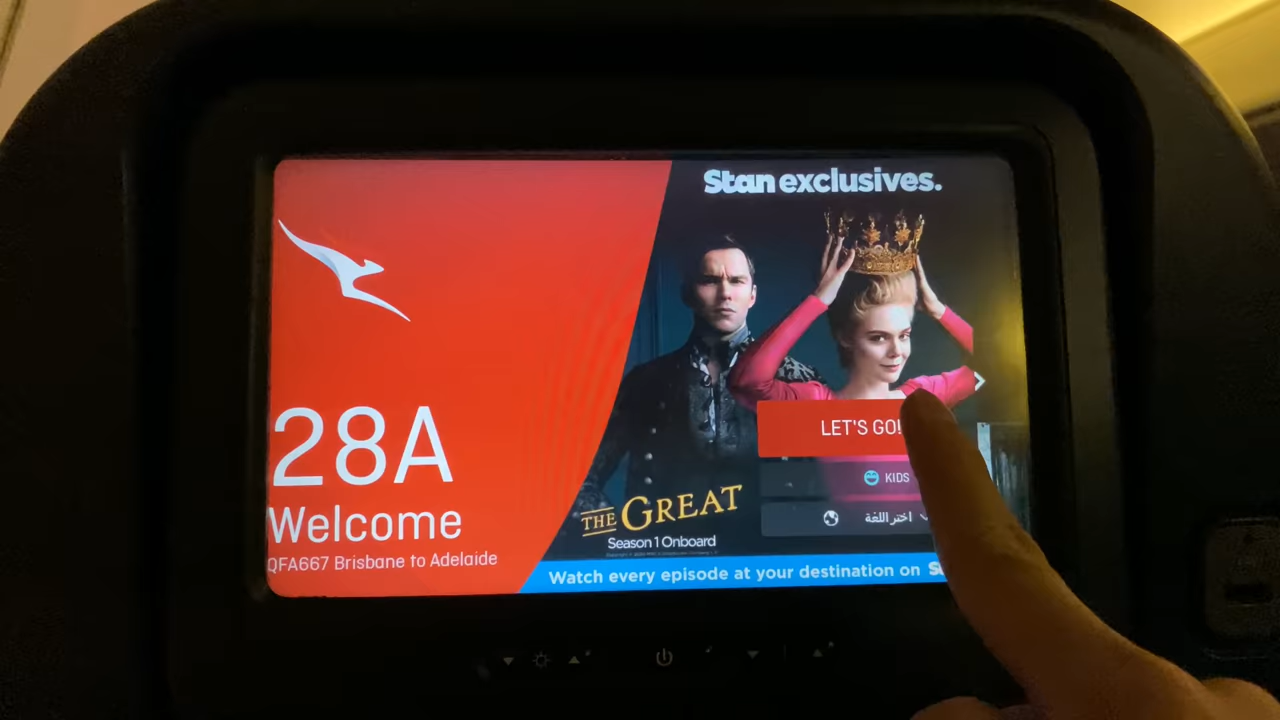 28A
Welcome
QFA667 Brisbane to Adelaide
Stan exclusives.
LET'S GO!
KIDS
اختر اللغة
THE GREAT
Season 1 Onboard
Watch every episode at your destination on